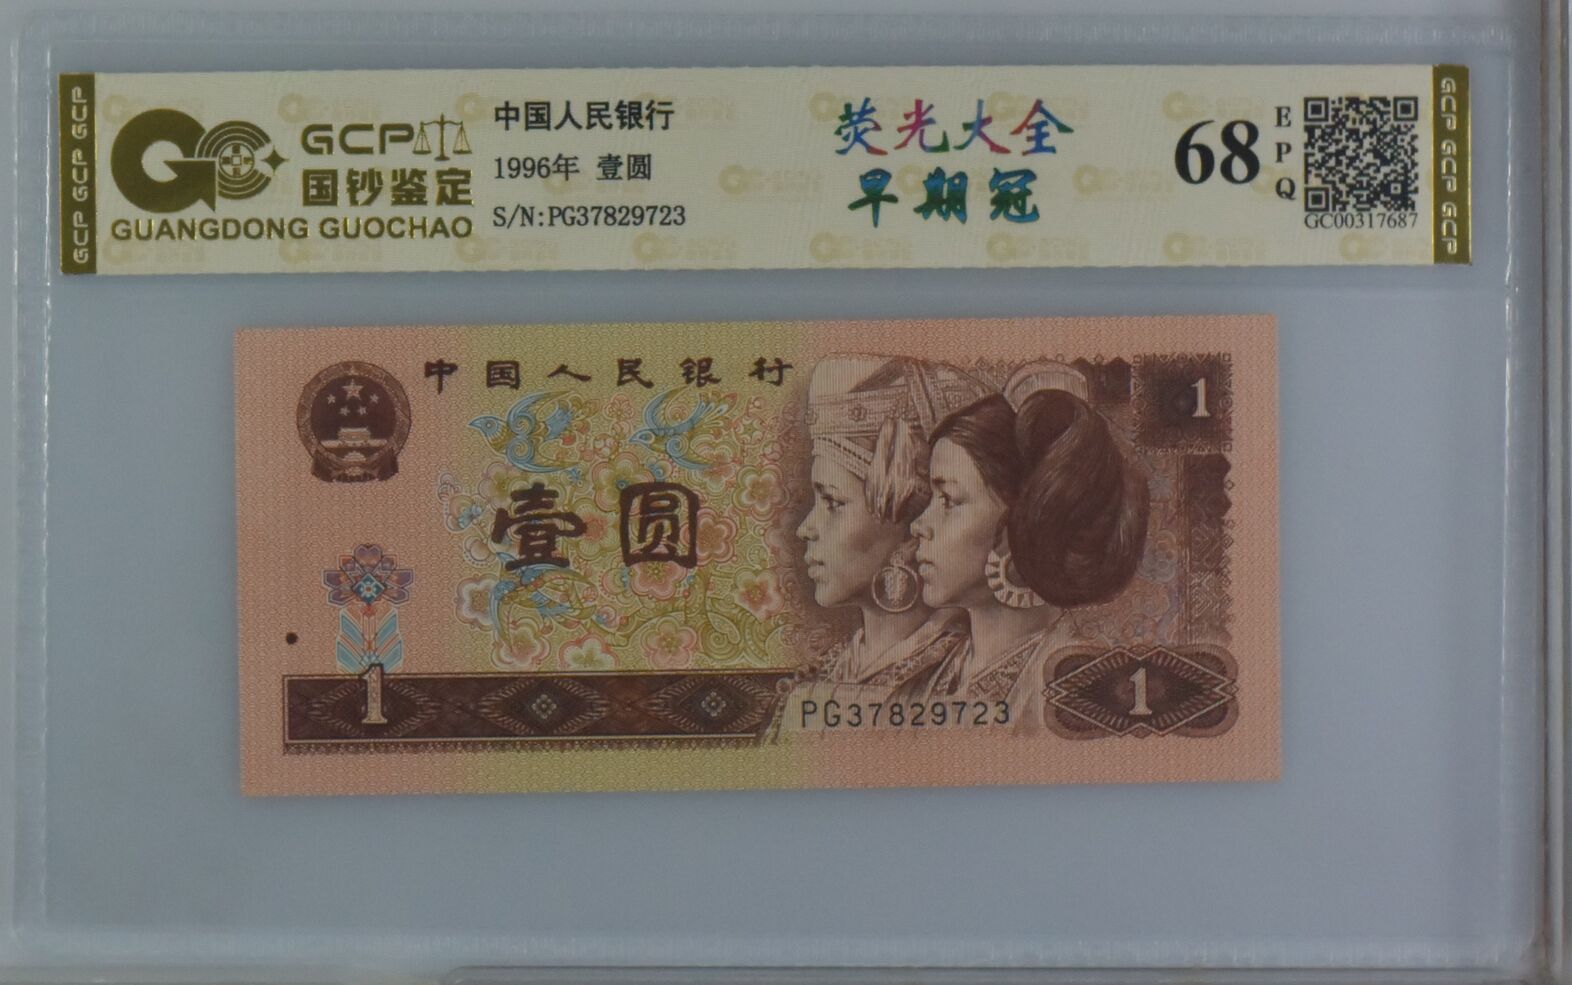 GCP GCP GCP
GCP
国钞鉴定
GUANGDONG GUOCHAO
中国人民银行
1996年 壹圆
S/N:PG37829723
荧光大全
早期冠
68
EPQ
GC00317687
GCP GCP GCP
中国人民银行
1
壹圆
1
PG37829723
1